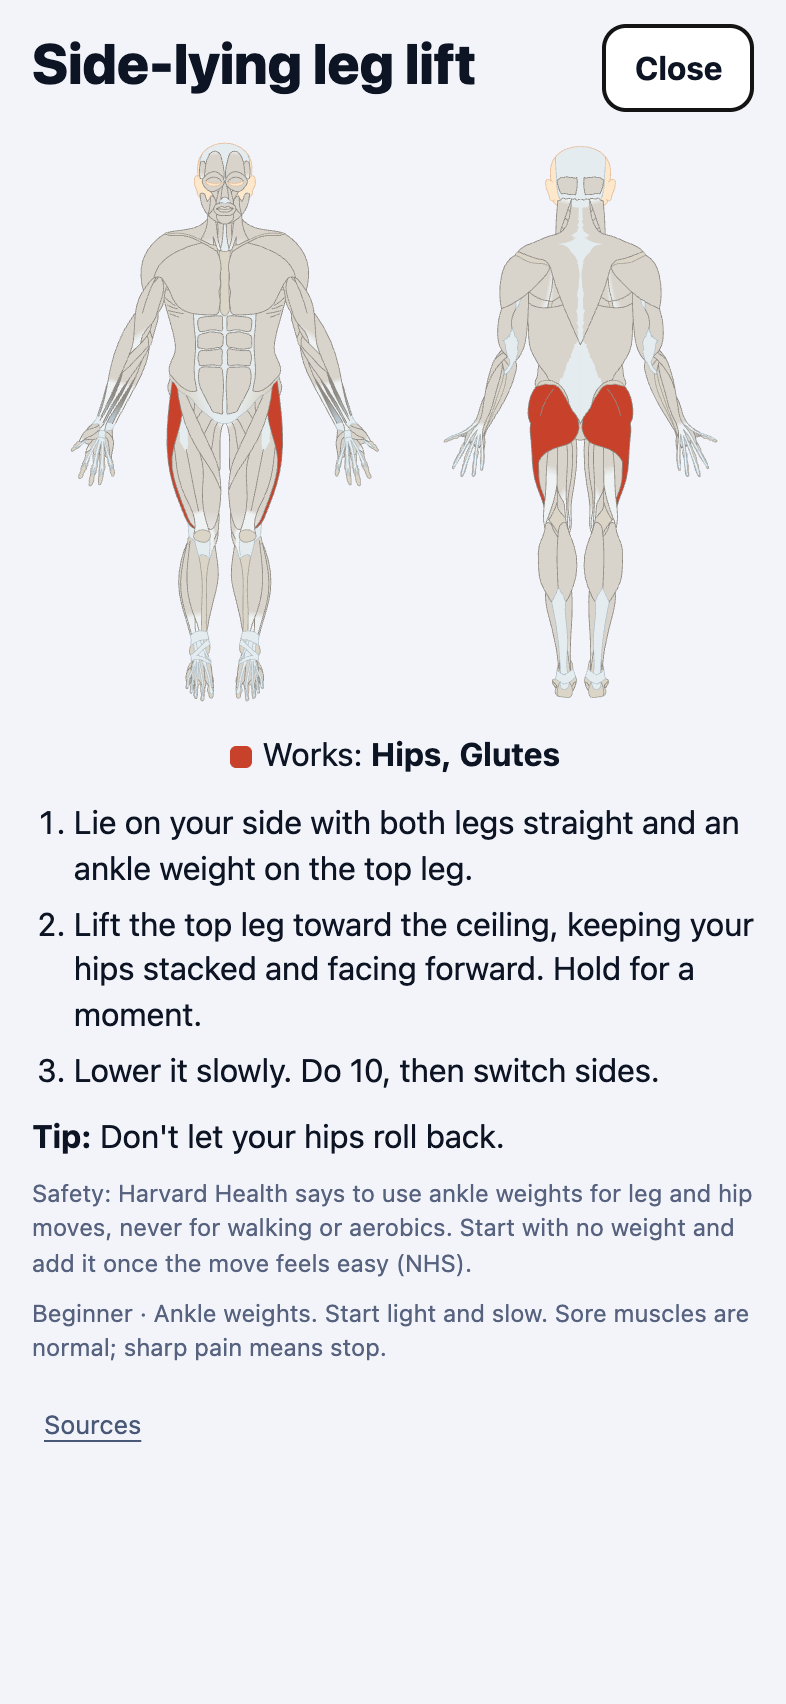 Side-lying leg lift
Close
Works: Hips, Glutes
1. Lie on your side with both legs straight and an
ankle weight on the top leg.
2. Lift the top leg toward the ceiling, keeping your
hips stacked and facing forward. Hold for a
moment.
3. Lower it slowly. Do 10, then switch sides.
Tip: Don't let your hips roll back.
Safety: Harvard Health says to use ankle weights for leg and hip
moves, never for walking or aerobics. Start with no weight and
add it once the move feels easy (NHS).
Beginner · Ankle weights. Start light and slow. Sore muscles are
normal; sharp pain means stop.
Sources